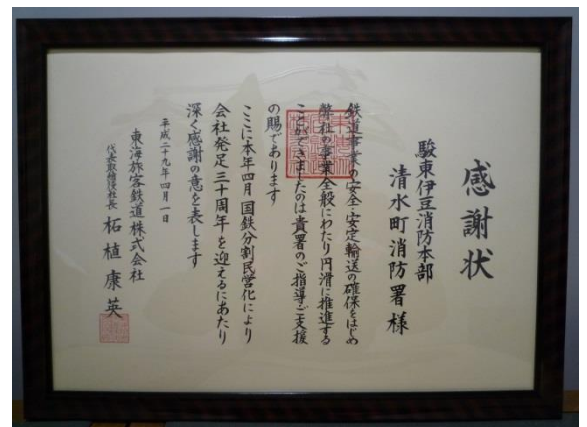 感謝状
駿東伊豆消防本部
清水町消防署様
鉄道事業の安全・安定輸送の確保をはじめ
弊社の事業全般にわたり円滑に推進する
ことができましたのは貴署のご指導ご支援
の賜であります
ここに本年四月国鉄分割民営化により
会社発足三十周年を迎えるにあたり
深く感謝の意を表します
平成二十九年四月一日
東海旅客鉄道株式会社
代表取締役社長 柘植康英